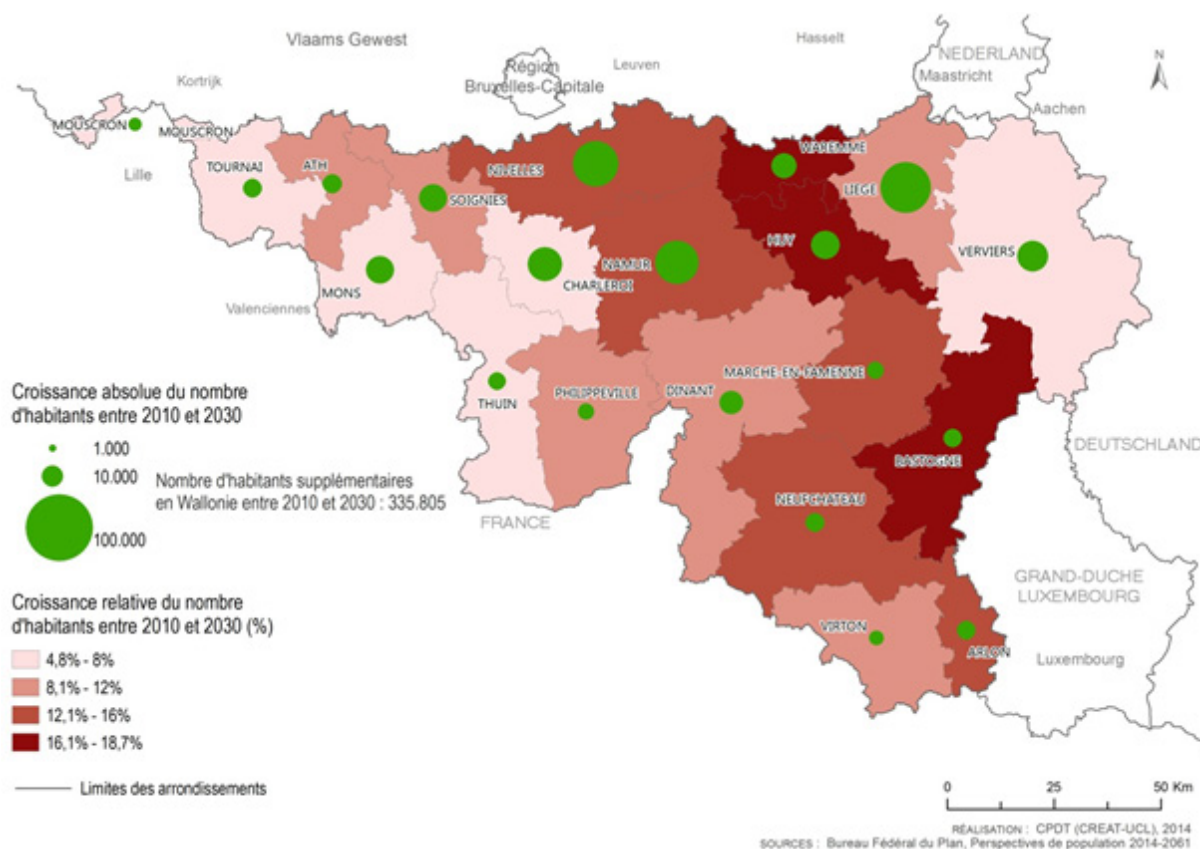 Vlaams Gewest
Hasselt
NEDERLAND
Maastricht
Région
Bruxelles-Capitale
Leuven
Kortrijk
Aachen
N
MOUSCRON
MOUSCRON
Lille
TOURNAI
ATH
SOIGNIES
NIVELLES
WAREMME
LIEGE
HUY
VERVIERS
MONS
CHARLEROI
NAMUR
Valenciennes
THUIN
PHILIPPEVILLE
DINANT
MARCHE-EN-FAMENNE
BASTOGNE
DEUTSCHLAND
NEUFCHATEAU
FRANCE
GRAND-DUCHE
LUXEMBOURG
VIRTON
ARLON
Luxembourg
Croissance absolue du nombre
d'habitants entre 2010 et 2030
1.000
10.000
100.000
Nombre d'habitants supplémentaires
en Wallonie entre 2010 et 2030 : 335.805
Croissance relative du nombre
d'habitants entre 2010 et 2030 (%)
4,8% - 8%
8,1% - 12%
12,1% - 16%
16,1% - 18,7%
Limites des arrondissements
0 25 50 Km
RÉALISATION : CPDT (CREAT-UCL), 2014
SOURCES : Bureau Fédéral du Plan, Perspectives de population 2014-2061